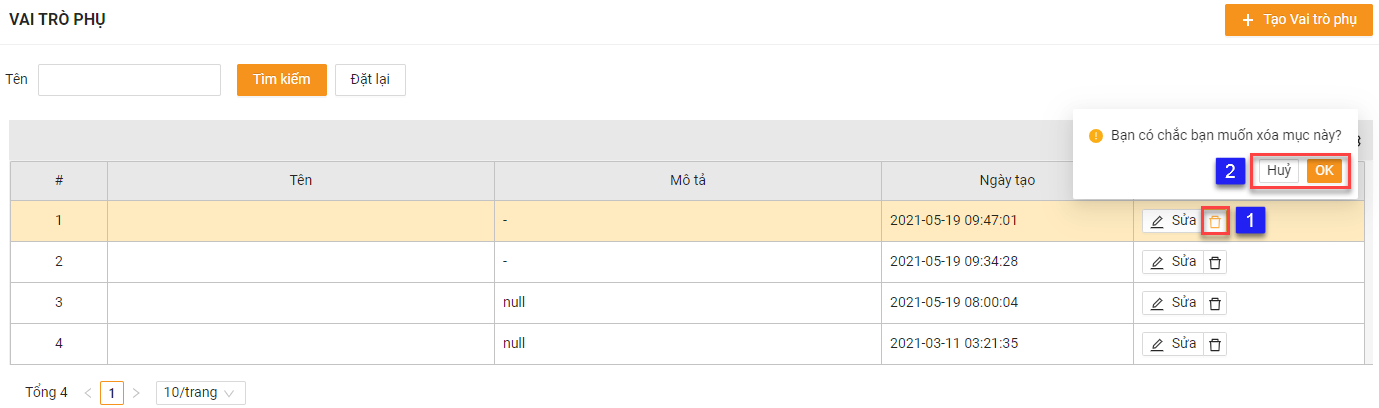 VAI TRÒ PHỤ
+ Tạo Vai trò phụ
Tên
Tìm kiếm
Đặt lại
Bạn có chắc bạn muốn xóa mục này?
2
Huỷ
OK
# Tên Mô tả Ngày tạo
1 - 2021-05-19 09:47:01 Sửa 1
2 - 2021-05-19 09:34:28 Sửa
3 null 2021-05-19 08:00:04 Sửa
4 null 2021-03-11 03:21:35 Sửa
Tổng 4 < 1 > 10/trang